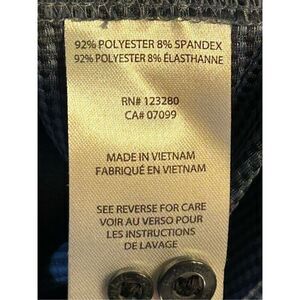 92% POLYESTER 8% SPANDEX
92% POLYESTER 8% ÉLASTHANNE
RN# 123280
CA# 07099
MADE IN VIETNAM
FABRIQUÉ EN VIETNAM
SEE REVERSE FOR CARE
VOIR AU VERSO POUR
LES INSTRUCTIONS
DE LAVAGE